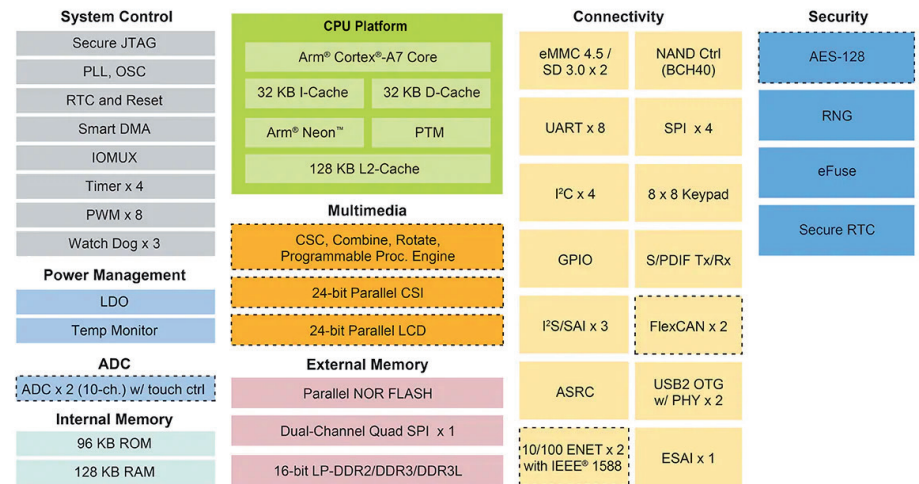 System Control
Secure JTAG
PLL, OSC
RTC and Reset
Smart DMA
IOMUX
Timer x 4
PWM x 8
Watch Dog x 3
Power Management
LDO
Temp Monitor
ADC
ADC x 2 (10-ch.) w/ touch ctrl
Internal Memory
96 KB ROM
128 KB RAM
CPU Platform
Arm® Cortex®-A7 Core
32 KB I-Cache
32 KB D-Cache
Arm® Neon™
PTM
128 KB L2-Cache
Multimedia
CSC, Combine, Rotate,
Programmable Proc. Engine
24-bit Parallel CSI
24-bit Parallel LCD
External Memory
Parallel NOR FLASH
Dual-Channel Quad SPI x 1
16-bit LP-DDR2/DDR3/DDR3L
Connectivity
eMMC 4.5 /
SD 3.0 x 2
NAND Ctrl
(BCH40)
UART x 8
SPI x 4
I²C x 4
8 x 8 Keypad
GPIO
S/PDIF Tx/Rx
I²S/SAI x 3
FlexCAN x 2
ASRC
USB2 OTG
w/ PHY x 2
10/100 ENET x 2
with IEEE® 1588
ESAI x 1
Security
AES-128
RNG
eFuse
Secure RTC